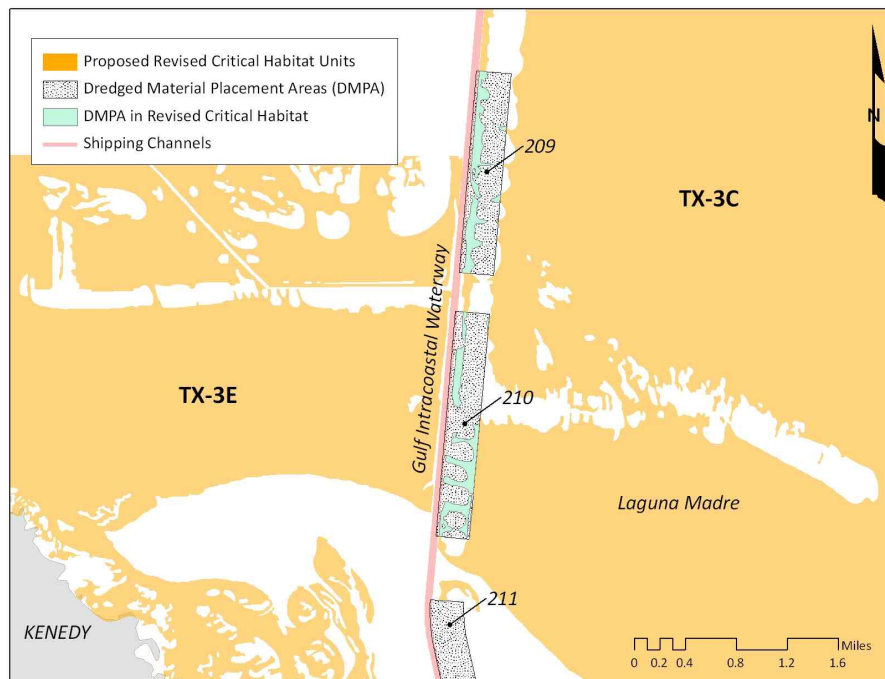 Proposed Revised Critical Habitat Units
Dredged Material Placement Areas (DMPA)
DMPA in Revised Critical Habitat
Shipping Channels
N
209
TX-3C
Gulf Intracoastal Waterway
TX-3E
210
Laguna Madre
211
KENEDY
Miles
0 0.2 0.4 0.8 1.2 1.6